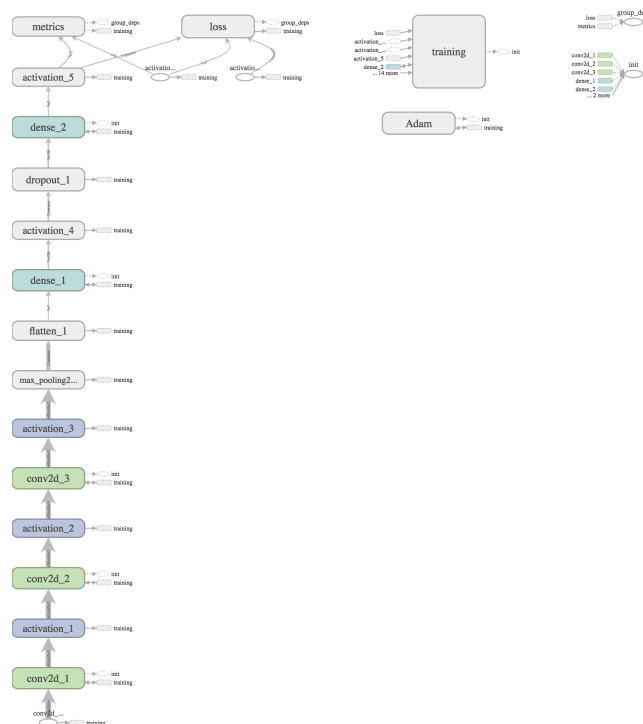 metrics
group_deps
training
loss
group_deps
training
activation_5
training
activatio...
training
activatio...
training
dense_2
init
training
dropout_1
training
activation_4
training
dense_1
init
training
flatten_1
training
max_pooling2...
training
activation_3
training
conv2d_3
init
training
activation_2
training
conv2d_2
init
training
activation_1
training
conv2d_1
init
training
conv2d_...
training
loss
activation_...
activation_...
activation_5
dense_2
... 14 more
training
init
Adam
init
training
loss
metrics
group_de
conv2d_1
conv2d_2
conv2d_3
dense_1
dense_2
... 2 more
init